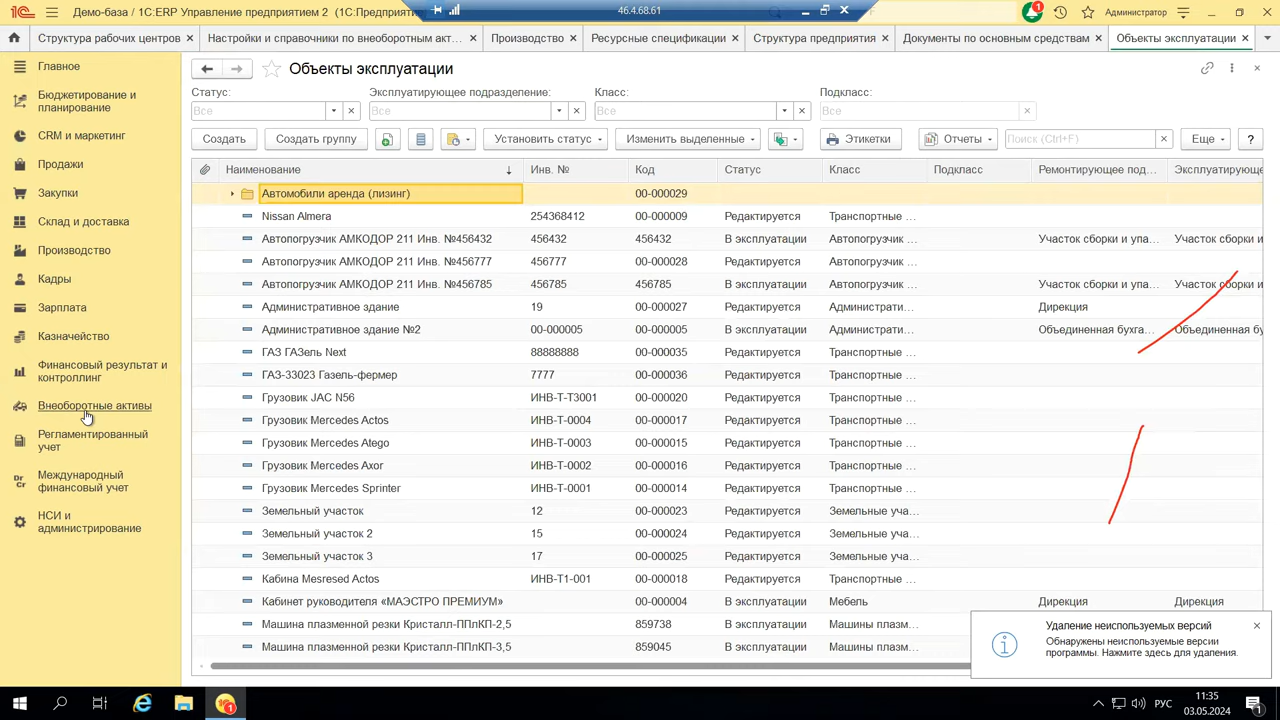 Демо-база / 1С:ERP Управление предприятием 2 (1С:Предприяти...
46.4.68.61
1
Администратор
Структура рабочих центров
Настройки и справочники по внеоборотным акт...
Производство
Ресурсные спецификации
Структура предприятия
Документы по основным средствам
Объекты эксплуатации
Главное
Бюджетирование и
планирование
CRM и маркетинг
Продажи
Закупки
Склад и доставка
Производство
Кадры
Зарплата
Казначейство
Финансовый результат и
контроллинг
Внеоборотные активы
Регламентированный
учет
Международный
финансовый учет
НСИ и
администрирование
Объекты эксплуатации
Статус: Эксплуатирующее подразделение: Класс: Подкласс:
Все Все Все Все
Создать Создать группу Установить статус Изменить выделенные Этикетки Отчеты Поиск (Ctrl+F) Еще ?
Наименование Инв. № Код Статус Класс Подкласс Ремонтирующее под... Эксплуатирующе
Автомобили аренда (лизинг) 00-000029
Nissan Almera 254368412 00-000009 Редактируется Транспортные ...
Автопогрузчик АМКОДОР 211 Инв. №456432 456432 456432 В эксплуатации Автопогрузчик ... Участок сборки и упа... Участок сборки и
Автопогрузчик АМКОДОР 211 Инв. №456777 456777 00-000028 Редактируется Автопогрузчик ...
Автопогрузчик АМКОДОР 211 Инв. №456785 456785 456785 В эксплуатации Автопогрузчик ... Участок сборки и упа... Участок сборки и
Административное здание 19 00-000027 Редактируется Администрати... Дирекция
Административное здание №2 00-000005 00-000005 В эксплуатации Администрати... Объединенная бухга... Объединенная бу
ГАЗ ГАЗель Next 88888888 00-000035 Редактируется Транспортные ...
ГАЗ-33023 Газель-фермер 7777 00-000036 Редактируется Транспортные ...
Грузовик JAC N56 ИНВ-Т-Т3001 00-000020 Редактируется Транспортные ...
Грузовик Mercedes Actos ИНВ-Т-0004 00-000017 Редактируется Транспортные ...
Грузовик Mercedes Atego ИНВ-Т-0003 00-000015 Редактируется Транспортные ...
Грузовик Mercedes Axor ИНВ-Т-0002 00-000016 Редактируется Транспортные ...
Грузовик Mercedes Sprinter ИНВ-Т-0001 00-000014 Редактируется Транспортные ...
Земельный участок 12 00-000023 Редактируется Земельные уча...
Земельный участок 2 15 00-000024 Редактируется Земельные уча...
Земельный участок 3 17 00-000025 Редактируется Земельные уча...
Кабина Mesresed Actos ИНВ-Т1-001 00-000018 Редактируется Транспортные ...
Кабинет руководителя «МАЭСТРО ПРЕМИУМ» 00-000004 В эксплуатации Мебель Дирекция Дирекция
Машина плазменной резки Кристалл-ППлКП-2,5 859738 В эксплуатации Машины плазм...
Машина плазменной резки Кристалл-ППлКП-3,5 859045 В эксплуатации Машины плазм...
Удаление неиспользуемых версий
Обнаружены неиспользуемые версии
программы. Нажмите здесь для удаления.
РУС
11:35
03.05.2024